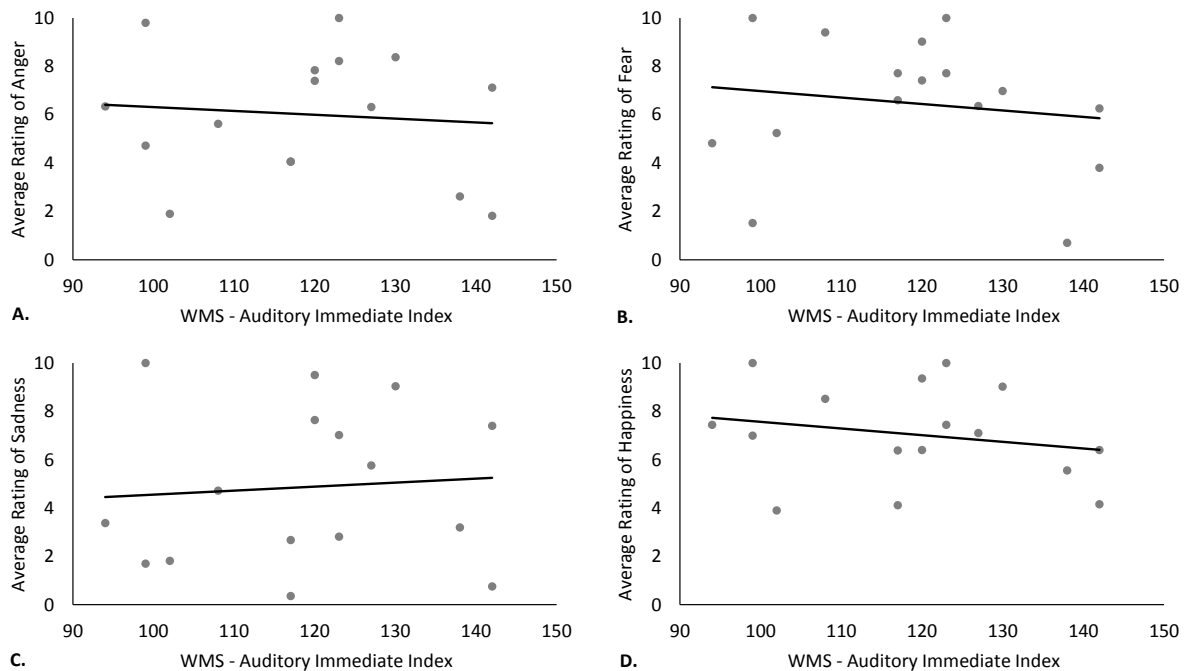 Average Rating of Anger
10
8
6
4
2
0
90 100 110 120 130 140 150
WMS - Auditory Immediate Index
A.
Average Rating of Fear
10
8
6
4
2
0
90 100 110 120 130 140 150
WMS - Auditory Immediate Index
B.
Average Rating of Sadness
10
8
6
4
2
0
90 100 110 120 130 140 150
WMS - Auditory Immediate Index
C.
Average Rating of Happiness
10
8
6
4
2
0
90 100 110 120 130 140 150
WMS - Auditory Immediate Index
D.